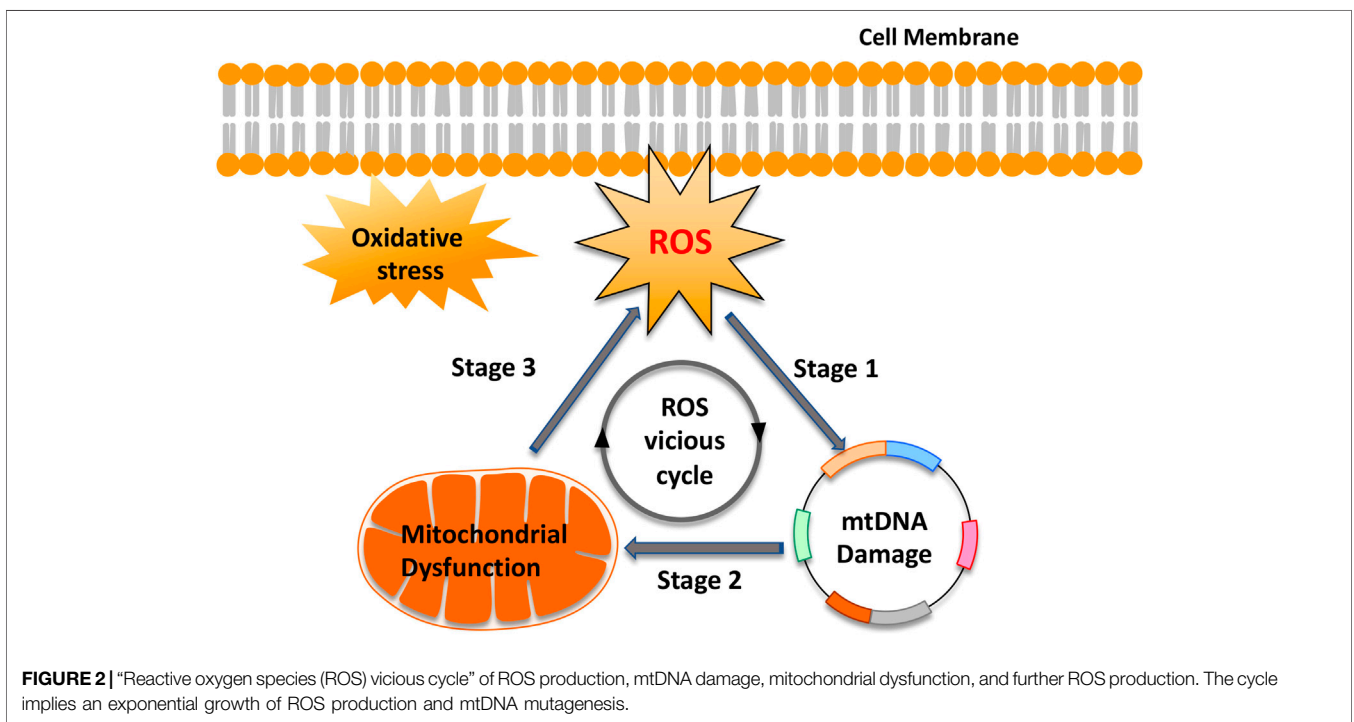 Cell Membrane
Oxidative
stress
ROS
Stage 3
Stage 1
ROS
vicious
cycle
Mitochondrial
Dysfunction
Stage 2
mtDNA
Damage
FIGURE 2 | “Reactive oxygen species (ROS) vicious cycle” of ROS production, mtDNA damage, mitochondrial dysfunction, and further ROS production. The cycle
implies an exponential growth of ROS production and mtDNA mutagenesis.